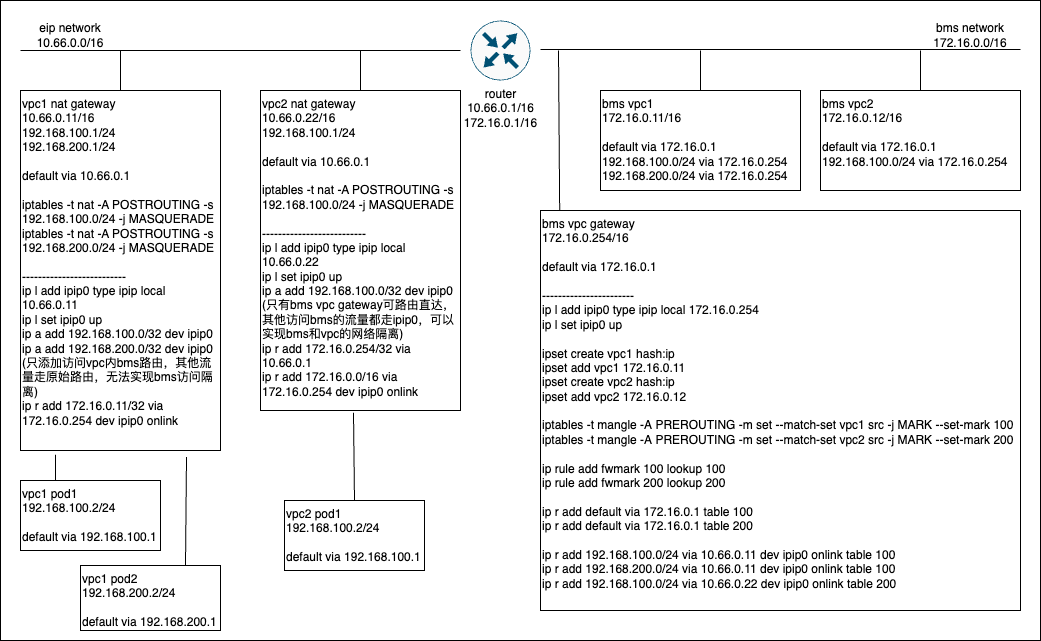 eip network
10.66.0.0/16
bms network
172.16.0.0/16
router
10.66.0.1/16
172.16.0.1/16
vpc1 nat gateway
10.66.0.11/16
192.168.100.1/24
192.168.200.1/24
default via 10.66.0.1
iptables -t nat -A POSTROUTING -s
192.168.100.0/24 -j MASQUERADE
iptables -t nat -A POSTROUTING -s
192.168.200.0/24 -j MASQUERADE
--------------------------
ip l add ipip0 type ipip local
10.66.0.11
ip l set ipip0 up
ip a add 192.168.100.0/32 dev ipip0
ip a add 192.168.200.0/32 dev ipip0
(只添加访问vpc内bms路由，其他流
量走原始路由，无法实现bms访问隔
离)
ip r add 172.16.0.11/32 via
172.16.0.254 dev ipip0 onlink
vpc2 nat gateway
10.66.0.22/16
192.168.100.1/24
default via 10.66.0.1
iptables -t nat -A POSTROUTING -s
192.168.100.0/24 -j MASQUERADE
--------------------------
ip l add ipip0 type ipip local
10.66.0.22
ip l set ipip0 up
ip a add 192.168.100.0/32 dev ipip0
(只有bms vpc gateway可路由直达，
其他访问bms的流量都走ipip0，可以
实现bms和vpc的网络隔离)
ip r add 172.16.0.254/32 via
10.66.0.1
ip r add 172.16.0.0/16 via
172.16.0.254 dev ipip0 onlink
bms vpc1
172.16.0.11/16
default via 172.16.0.1
192.168.100.0/24 via 172.16.0.254
192.168.200.0/24 via 172.16.0.254
bms vpc2
172.16.0.12/16
default via 172.16.0.1
192.168.100.0/24 via 172.16.0.254
bms vpc gateway
172.16.0.254/16
default via 172.16.0.1
-----------------------
ip l add ipip0 type ipip local 172.16.0.254
ip l set ipip0 up
ipset create vpc1 hash:ip
ipset add vpc1 172.16.0.11
ipset create vpc2 hash:ip
ipset add vpc2 172.16.0.12
iptables -t mangle -A PREROUTING -m set --match-set vpc1 src -j MARK --set-mark 100
iptables -t mangle -A PREROUTING -m set --match-set vpc2 src -j MARK --set-mark 200
ip rule add fwmark 100 lookup 100
ip rule add fwmark 200 lookup 200
ip r add default via 172.16.0.1 table 100
ip r add default via 172.16.0.1 table 200
ip r add 192.168.100.0/24 via 10.66.0.11 dev ipip0 onlink table 100
ip r add 192.168.200.0/24 via 10.66.0.11 dev ipip0 onlink table 100
ip r add 192.168.100.0/24 via 10.66.0.22 dev ipip0 onlink table 200
vpc1 pod1
192.168.100.2/24
default via 192.168.100.1
vpc1 pod2
192.168.200.2/24
default via 192.168.200.1
vpc2 pod1
192.168.100.2/24
default via 192.168.100.1